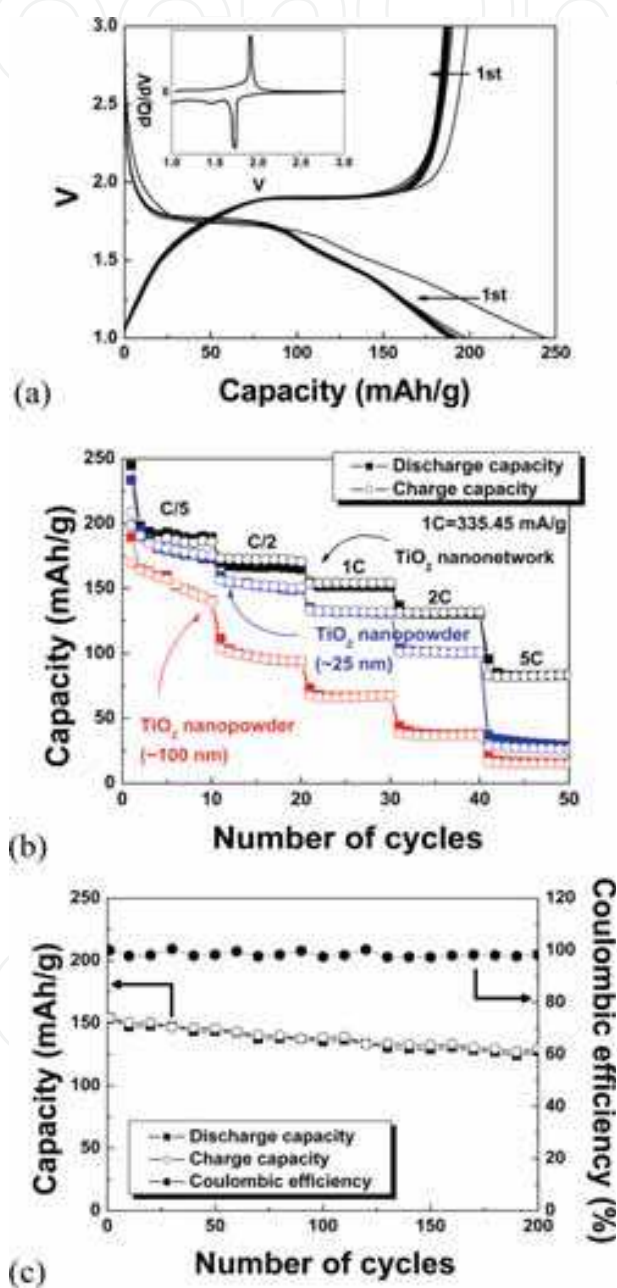 3.0
2.5
2.0
1.5
1.0
V
dQ/dV
0
1.0 1.5 2.0 2.5 3.0
V
1st
1st
0 50 100 150 200 250
Capacity (mAh/g)
(a)
250
200
150
100
50
0
Capacity (mAh/g)
Discharge capacity
Charge capacity
1C=335.45 mA/g
C/5
C/2
1C
TiO₂ nanonetwork
2C
5C
TiO₂ nanopowder
(~25 nm)
TiO₂ nanopowder
(~100 nm)
0 10 20 30 40 50
Number of cycles
(b)
250
200
150
100
50
0
Capacity (mAh/g)
120
100
80
60
40
20
0
Coulombic efficiency (%)
Discharge capacity
Charge capacity
Coulombic efficiency
0 50 100 150 200
Number of cycles
(c)